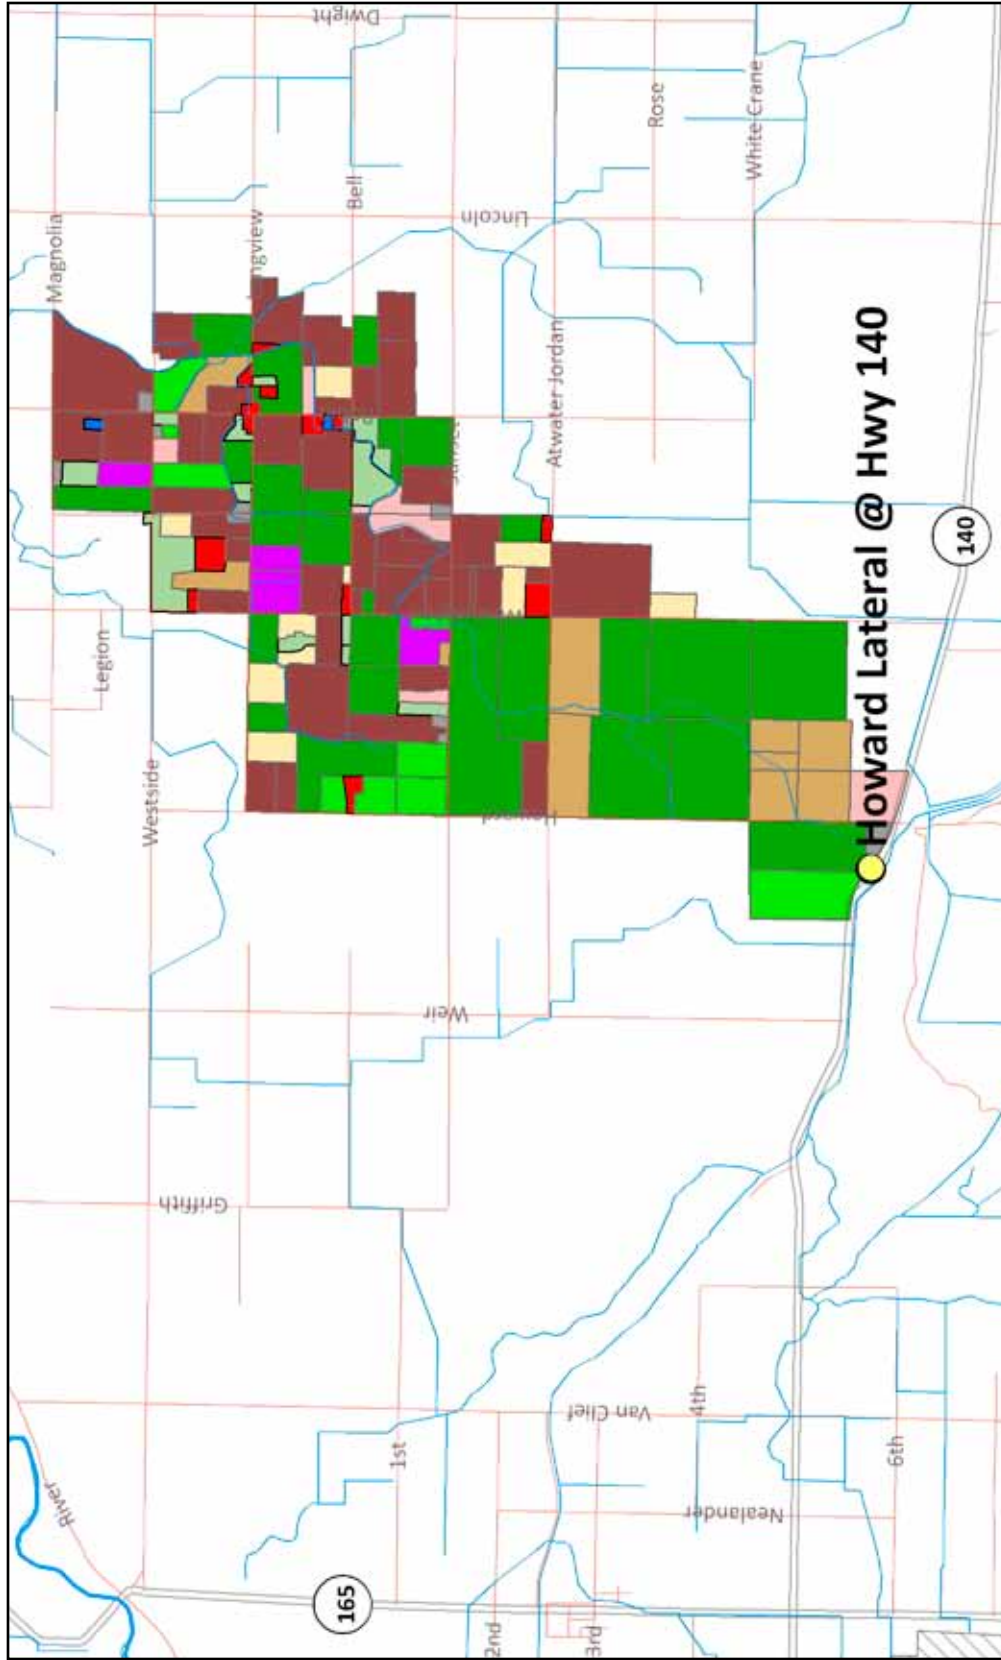 Dwight
Magnolia
ngview
Bell
Lincoln
Rose
White Crane
Atwater Jordan
Legion
Westside
Howard
Howard Lateral @ Hwy 140
140
Weir
Griffith
River
Van Clief
1st
4th
6th
Nealander
165
2nd
3rd